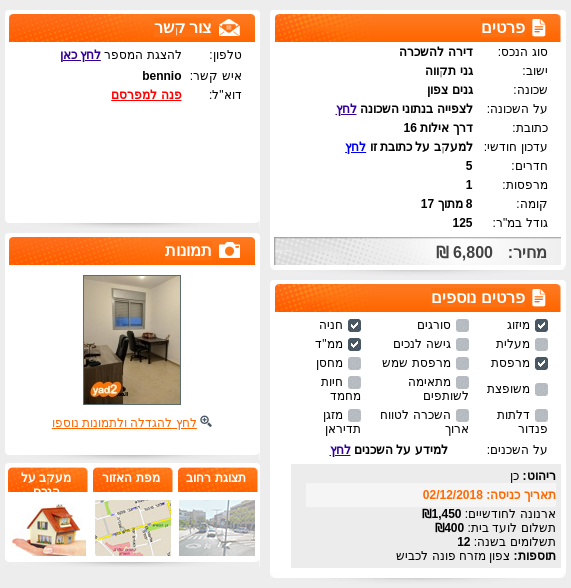 פרטים
סוג הנכס: דירה להשכרה
ישוב: גני תקווה
שכונה: גנים צפון
על השכונה: לצפייה בנתוני השכונה לחץ
כתובת: דרך אילות 16
עדכון חודשי: למעקב על כתובת זו לחץ
חדרים: 5
מרפסות: 1
קומה: 8 מתוך 17
גודל במ"ר: 125
מחיר: 6,800 ₪
פרטים נוספים
מיזוג סורגים חניה
מעלית גישה לנכים ממ"ד
מרפסת מרפסת שמש מחסן
משופצת מתאימה לשותפים חיות מחמד
דלתות פנדור השכרה לטווח ארוך מזגן תדיראן
על השכנים: למידע על השכנים לחץ
ריהוט: כן
תאריך כניסה: 02/12/2018
ארנונה לחודשיים: 1,450₪
תשלום לועד בית: 400₪
תשלומים בשנה: 12
תוספות: צפון מזרח פונה לכביש
צור קשר
טלפון: להצגת המספר לחץ כאן
איש קשר: bennio
דוא"ל: פנה למפרסם
תמונות
yad2
לחץ להגדלה ולתמונות נוספו
תצוגת רחוב
מפת האזור
מעקב על
הנכס